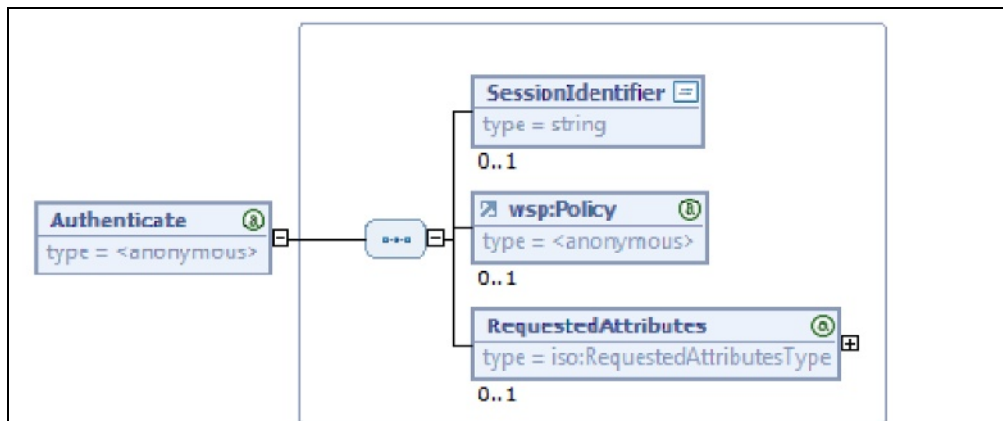 SessionIdentifier
type = string
0..1
Authenticate
type = <anonymous>
wsp:Policy
type = <anonymous>
0..1
RequestedAttributes
type = iso:RequestedAttributesType
0..1